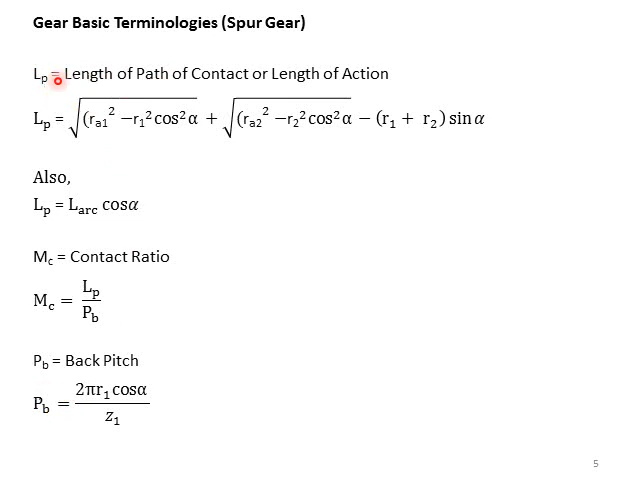 Gear Basic Terminologies (Spur Gear)
Lp = Length of Path of Contact or Length of Action
Lp = √(ra1² − r1² cos² α + √(ra2² − r2² cos² α − (r1 + r2) sin α
Also,
Lp = Larc cosα
Mc = Contact Ratio
Mc = Lp / Pb
Pb = Back Pitch
Pb = 2πr1 cosα / z1
5